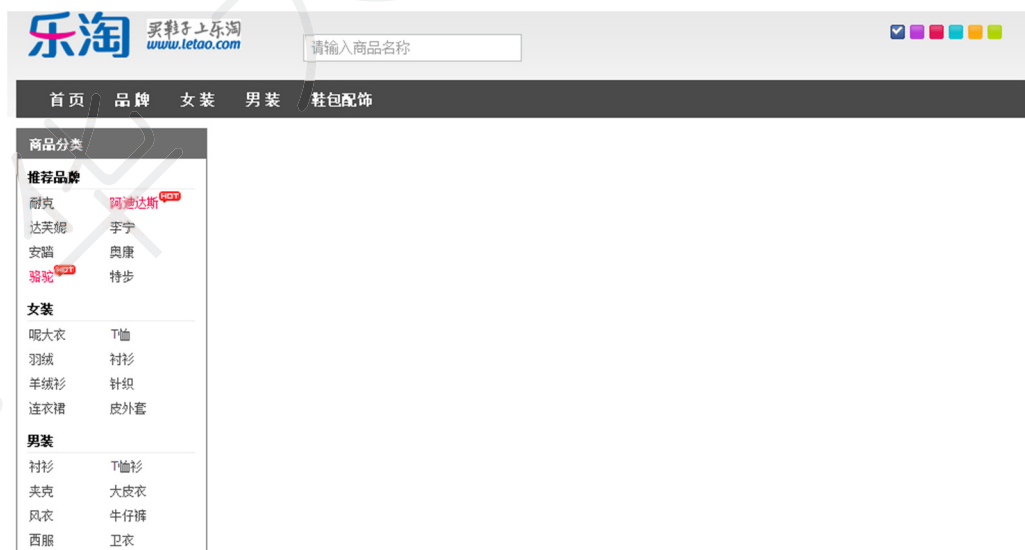 乐淘 买鞋子上乐淘
www.letao.com
请输入商品名称
首页 品牌 女装 男装 鞋包配饰
商品分类
推荐品牌
耐克 阿迪达斯 HOT
达芙妮 李宁
安踏 奥康
骆驼 HOT 特步
女装
呢大衣 T恤
羽绒 衬衫
羊绒衫 针织
连衣裙 皮外套
男装
衬衫 T恤衫
夹克 大皮衣
风衣 牛仔裤
西服 卫衣